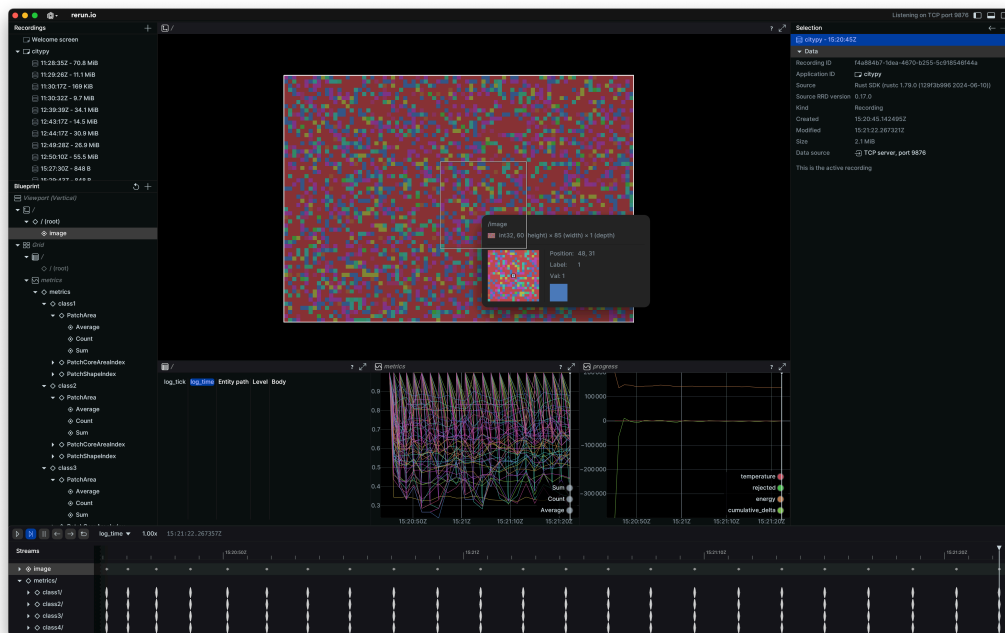 rerun.io
Listening on TCP port 9876
Recordings
Welcome screen
citypy
11:28:35Z - 70.8 MiB
11:29:26Z - 11.1 MiB
11:30:17Z - 169 KiB
11:30:32Z - 9.7 MiB
12:39:39Z - 34.1 MiB
12:43:17Z - 14.5 MiB
12:44:17Z - 30.9 MiB
12:49:28Z - 26.9 MiB
12:50:10Z - 55.5 MiB
15:27:30Z - 848 B
Blueprint
Viewport (Vertical)
/
/ (root)
image
Grid
/
/ (root)
metrics
metrics
class1
PatchArea
Average
Count
Sum
PatchCoreAreaIndex
PatchShapeIndex
class2
PatchArea
Average
Count
Sum
PatchCoreAreaIndex
PatchShapeIndex
class3
PatchArea
Average
Count
Sum
/
?
/image
int32, 60 (height) × 85 (width) × 1 (depth)
Position: 48, 31
Label: 1
Val: 1
/
?
log_tick log_time Entity path Level Body
metrics
?
0.9
0.8
0.7
0.6
0.5
0.4
0.3
Sum
Count
Average
15:20:50Z 15:21Z 15:21:10Z 15:21:20Z
progress
?
200 000
100 000
0
-100 000
-200 000
-300 000
temperature
rejected
energy
cumulative_delta
15:20:50Z 15:21Z 15:21:10Z 15:21:20Z
Selection
citypy - 15:20:45Z
Data
Recording ID f4a884b7-1dea-4670-b255-5c918546f44a
Application ID citypy
Source Rust SDK (rustc 1.79.0 (129f3b996 2024-06-10))
Source RRD version 0.17.0
Kind Recording
Created 15:20:45.142495Z
Modified 15:21:22.267321Z
Size 2.1 MiB
Data source TCP server, port 9876
This is the active recording
log_time 1.00x 15:21:22.267357Z
Streams
15:20:50Z 15:21Z 15:21:10Z 15:21:20Z
image
metrics/
class1/
class2/
class3/
class4/